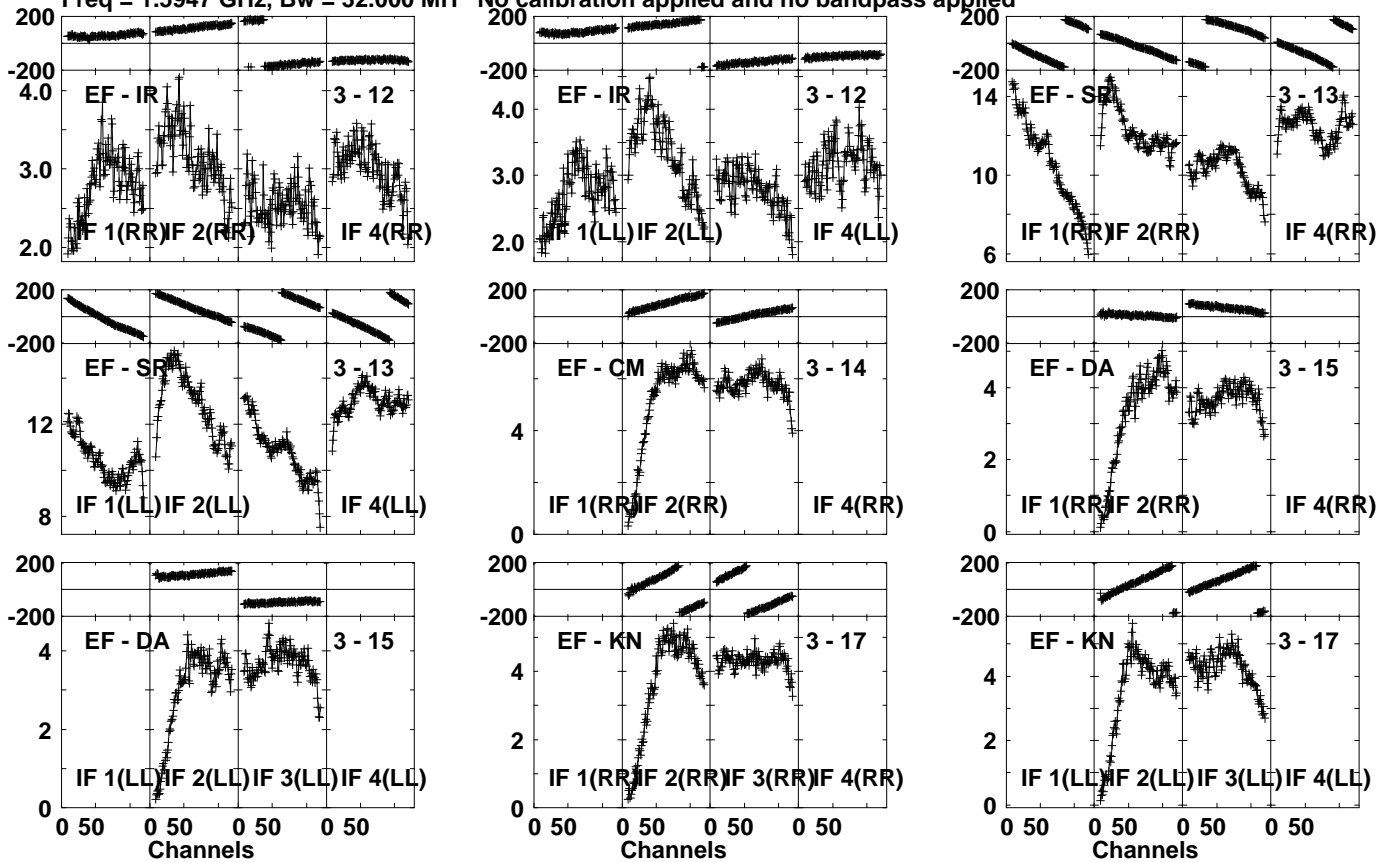 Freq = 1.5947 GHz, Bw = 32.000 MH No calibration applied and no bandpass applied
200
-200
4.0
3.0
2.0
EF - IR
3 - 12
IF 1(RR)
IF 2(RR)
IF 4(RR)
200
-200
4.0
3.0
2.0
EF - IR
3 - 12
IF 1(LL)
IF 2(LL)
IF 4(LL)
200
-200
14
10
6
EF - SR
3 - 13
IF 1(RR)
IF 2(RR)
IF 4(RR)
200
-200
12
8
EF - SR
3 - 13
IF 1(LL)
IF 2(LL)
IF 4(LL)
200
-200
4
0
EF - CM
3 - 14
IF 1(RR)
IF 2(RR)
IF 4(RR)
200
-200
4
2
0
EF - DA
3 - 15
IF 1(RR)
IF 2(RR)
IF 4(RR)
200
-200
4
2
0
EF - DA
3 - 15
IF 1(LL)
IF 2(LL)
IF 3(LL)
IF 4(LL)
0 50 0 50 0 50 0 50
Channels
200
-200
4
2
0
EF - KN
3 - 17
IF 1(RR)
IF 2(RR)
IF 3(RR)
IF 4(RR)
0 50 0 50 0 50 0 50
Channels
200
-200
4
2
0
EF - KN
3 - 17
IF 1(LL)
IF 2(LL)
IF 3(LL)
IF 4(LL)
0 50 0 50 0 50 0 50
Channels